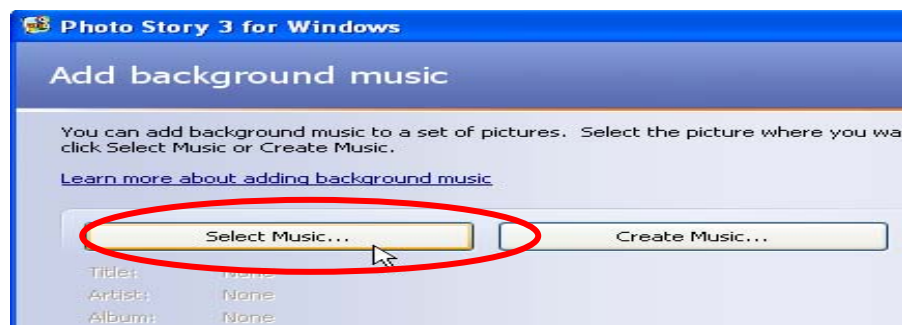 Photo Story 3 for Windows
Add background music
You can add background music to a set of pictures.  Select the picture where you wa
click Select Music or Create Music.
Learn more about adding background music
Select Music... Create Music...
Title: None
Artist: None
Album: None